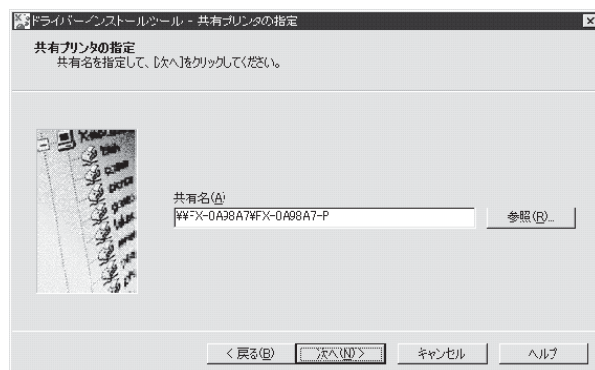 ドライバーインストールツール - 共有プリンタの指定
共有プリンタの指定
共有名を指定して、[次へ]をクリックしてください。
共有名(A)
¥¥FX-0A98A7¥FX-0A98A7-P
参照(R)...
< 戻る(B)
次へ(N) >
キャンセル
ヘルプ